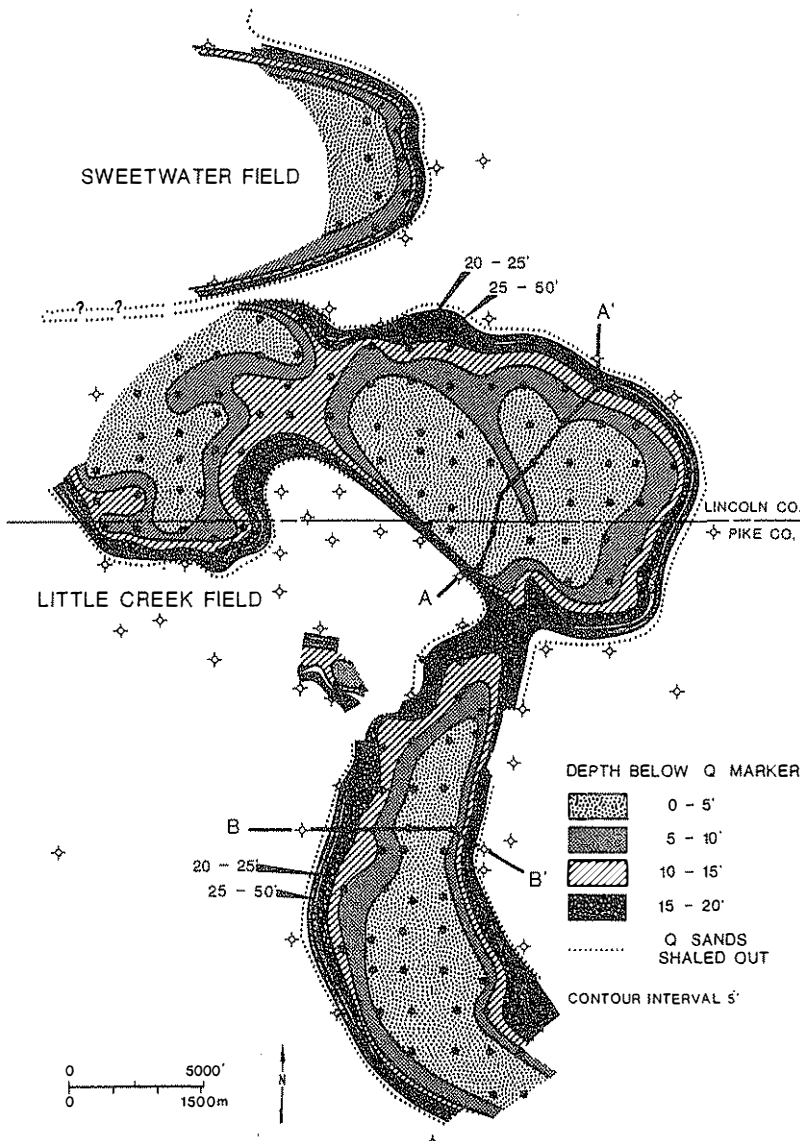 SWEETWATER FIELD
20 - 25'
25 - 50'
A'
? ?
LINCOLN CO.
PIKE CO.
A
LITTLE CREEK FIELD
DEPTH BELOW Q MARKER
0 - 5'
5 - 10'
10 - 15'
15 - 20'
Q SANDS
SHALED OUT
CONTOUR INTERVAL 5'
B
B'
20 - 25'
25 - 50'
0 5000'
0 1500m
N